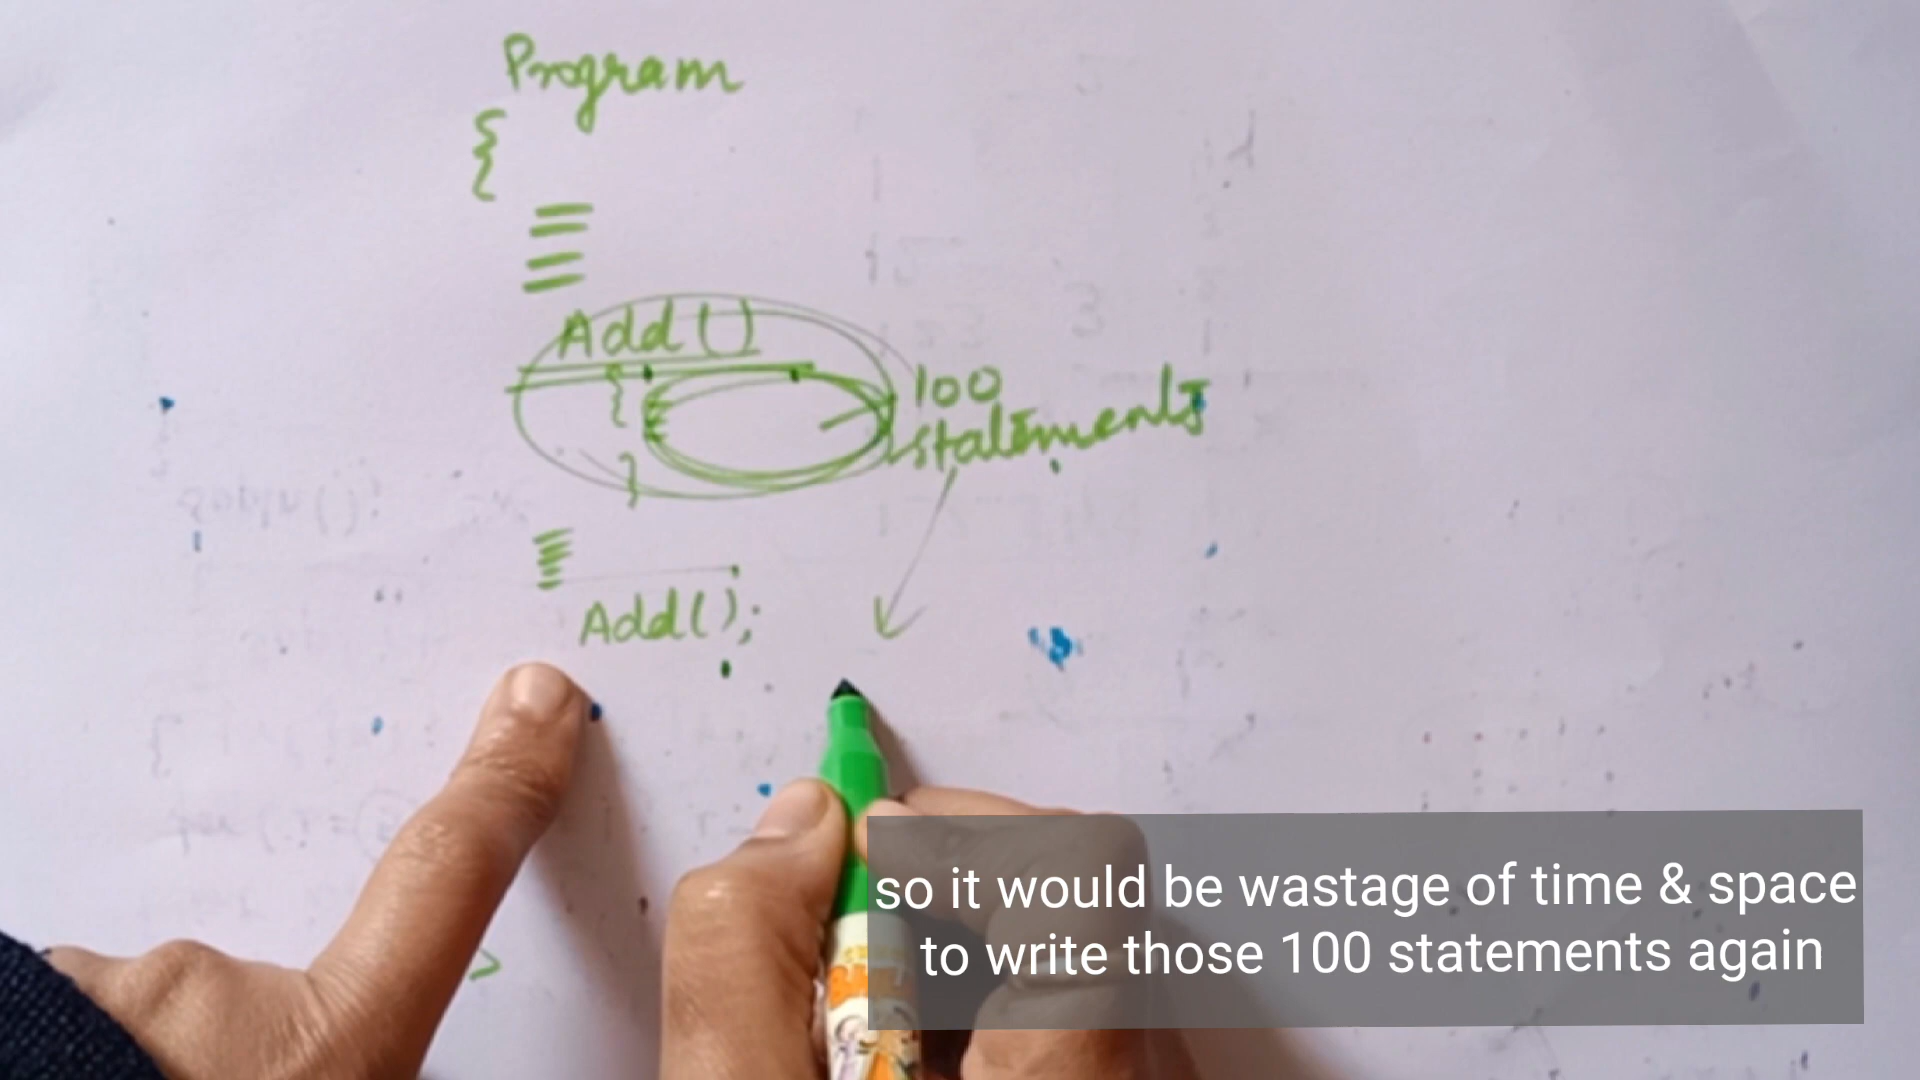 Program
{
Add()
{
100
statements
}
Add();
so it would be wastage of time & space
to write those 100 statements again